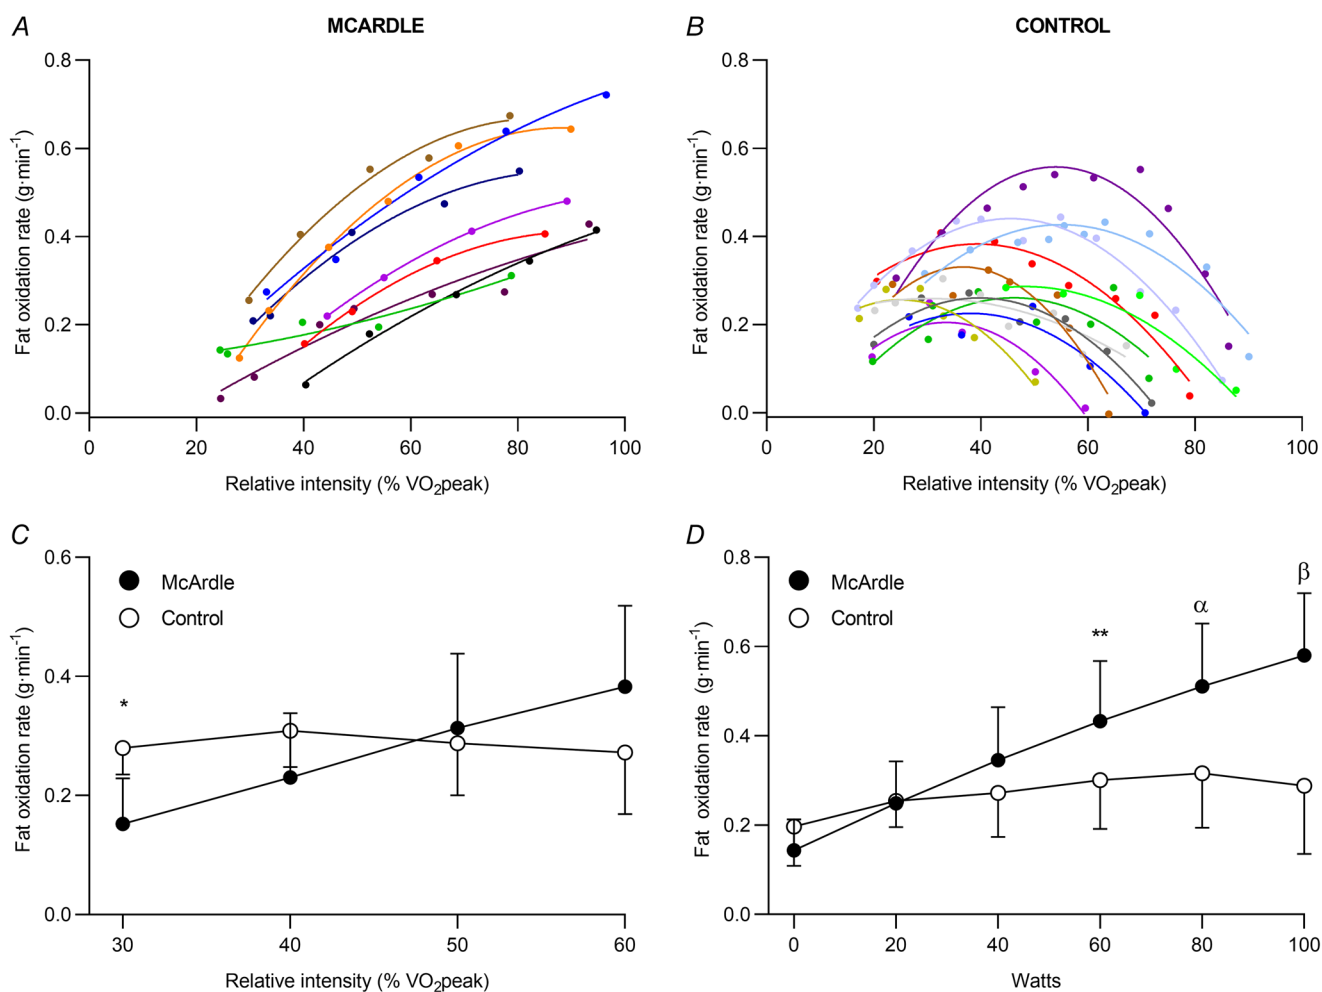 A MCARDLE
B CONTROL
Fat oxidation rate (g·min⁻¹)
0.8
0.6
0.4
0.2
0.0
0 20 40 60 80 100
Relative intensity (% VO₂peak)
Fat oxidation rate (g·min⁻¹)
0.8
0.6
0.4
0.2
0.0
0 20 40 60 80 100
Relative intensity (% VO₂peak)
C
Fat oxidation rate (g·min⁻¹)
0.6
0.4
0.2
0.0
McArdle
Control
*
30 40 50 60
Relative intensity (% VO₂peak)
D
Fat oxidation rate (g·min⁻¹)
0.8
0.6
0.4
0.2
0.0
McArdle
Control
**
α
β
0 20 40 60 80 100
Watts